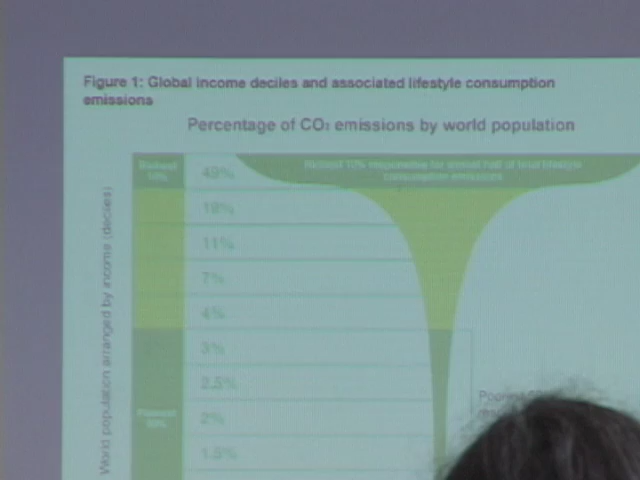 Figure 1: Global income deciles and associated lifestyle consumption
emissions
Percentage of CO₂ emissions by world population
Richest
10%
49%
Richest 10% responsible for almost half of total lifestyle
consumption emissions
19%
11%
7%
4%
3%
2.5%
2%
1.5%
Poorest
50%
World population arranged by income (deciles)